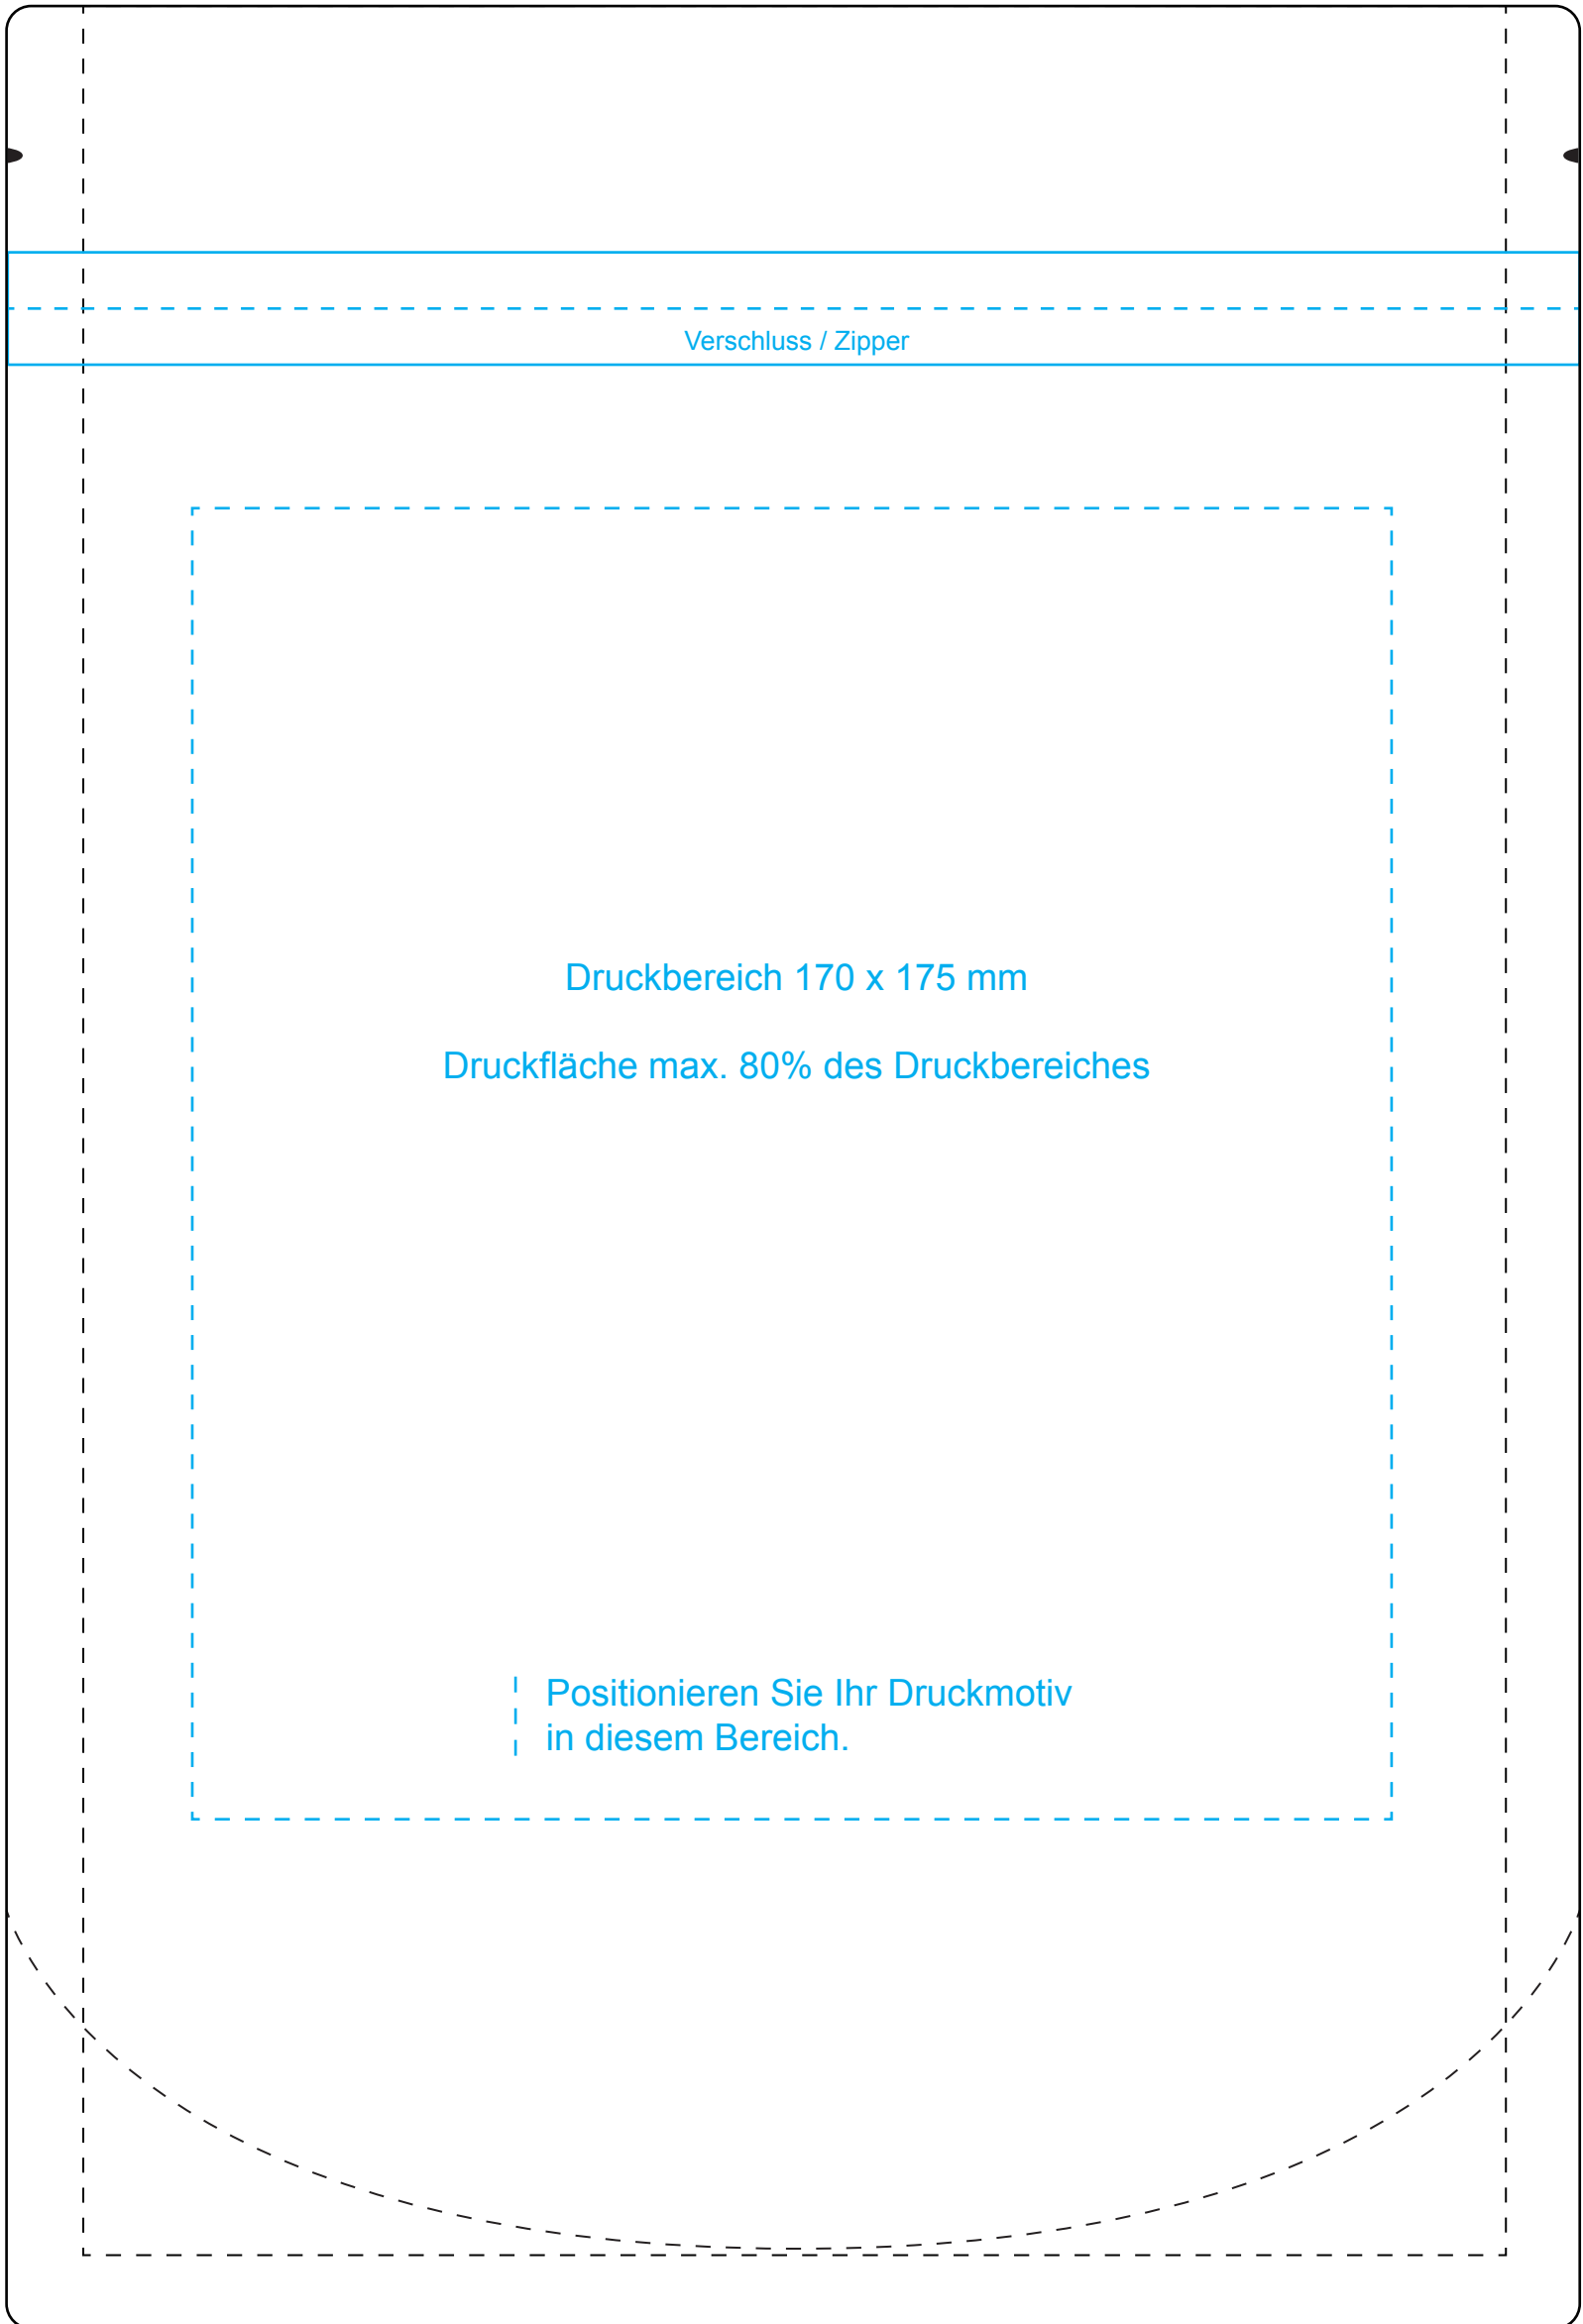 Verschluss / Zipper
Druckbereich 170 x 175 mm
Druckfläche max. 80% des Druckbereiches
Positionieren Sie Ihr Druckmotiv
in diesem Bereich.